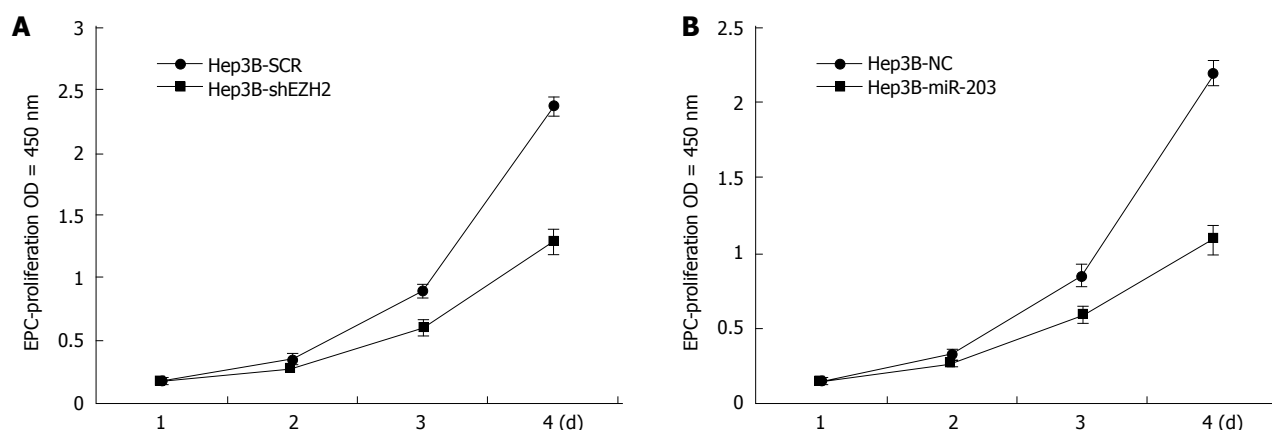 A
EPC-proliferation OD = 450 nm
3
2.5
2
1.5
1
0.5
0
Hep3B-SCR
Hep3B-shEZH2
1 2 3 4 (d)
B
EPC-proliferation OD = 450 nm
2.5
2
1.5
1
0.5
0
Hep3B-NC
Hep3B-miR-203
1 2 3 4 (d)